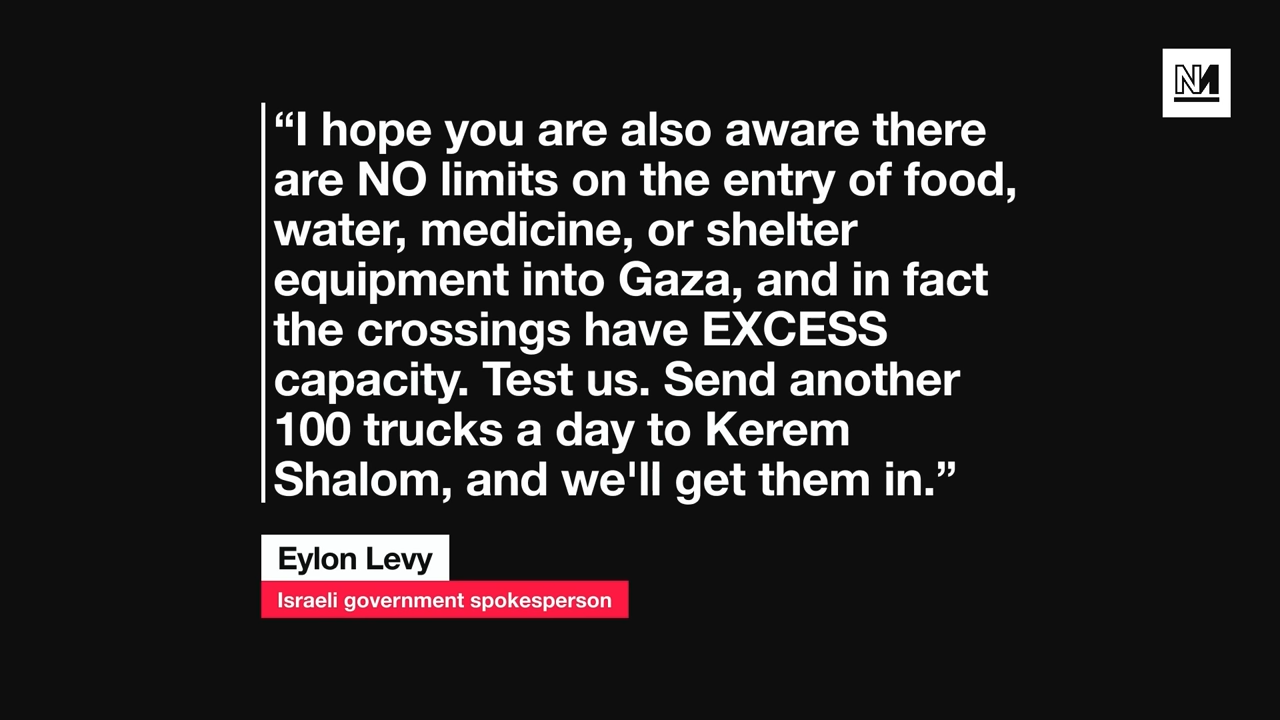 “I hope you are also aware there
are NO limits on the entry of food,
water, medicine, or shelter
equipment into Gaza, and in fact
the crossings have EXCESS
capacity. Test us. Send another
100 trucks a day to Kerem
Shalom, and we'll get them in.”
Eylon Levy
Israeli government spokesperson
NM